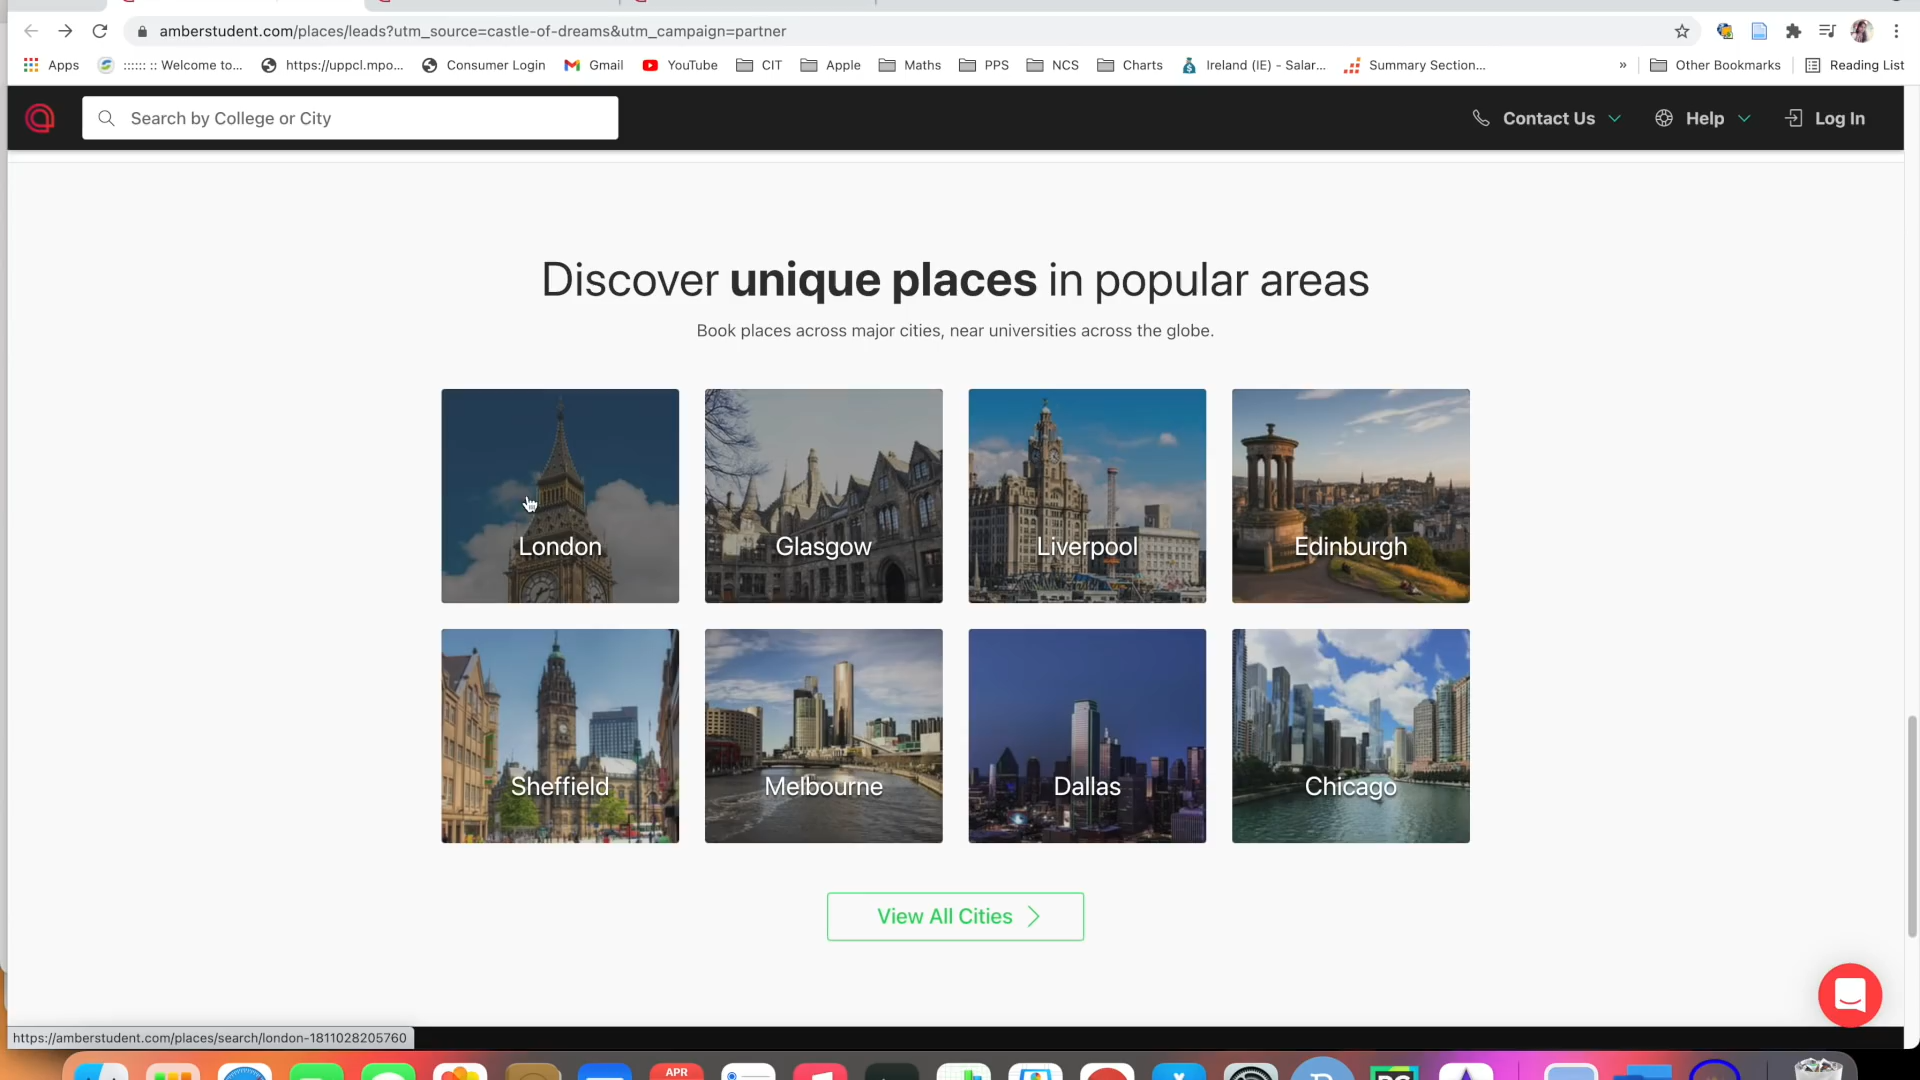 amberstudent.com/places/leads?utm_source=castle-of-dreams&utm_campaign=partner
Apps
:::::: :: Welcome to...
https://uppcl.mpo...
Consumer Login
Gmail
YouTube
CIT
Apple
Maths
PPS
NCS
Charts
Ireland (IE) - Salar...
Summary Section...
»
Other Bookmarks
Reading List
Search by College or City
Contact Us
Help
Log In
Discover unique places in popular areas
Book places across major cities, near universities across the globe.
London
Glasgow
Liverpool
Edinburgh
Sheffield
Melbourne
Dallas
Chicago
View All Cities
https://amberstudent.com/places/search/london-1811028205760
APR